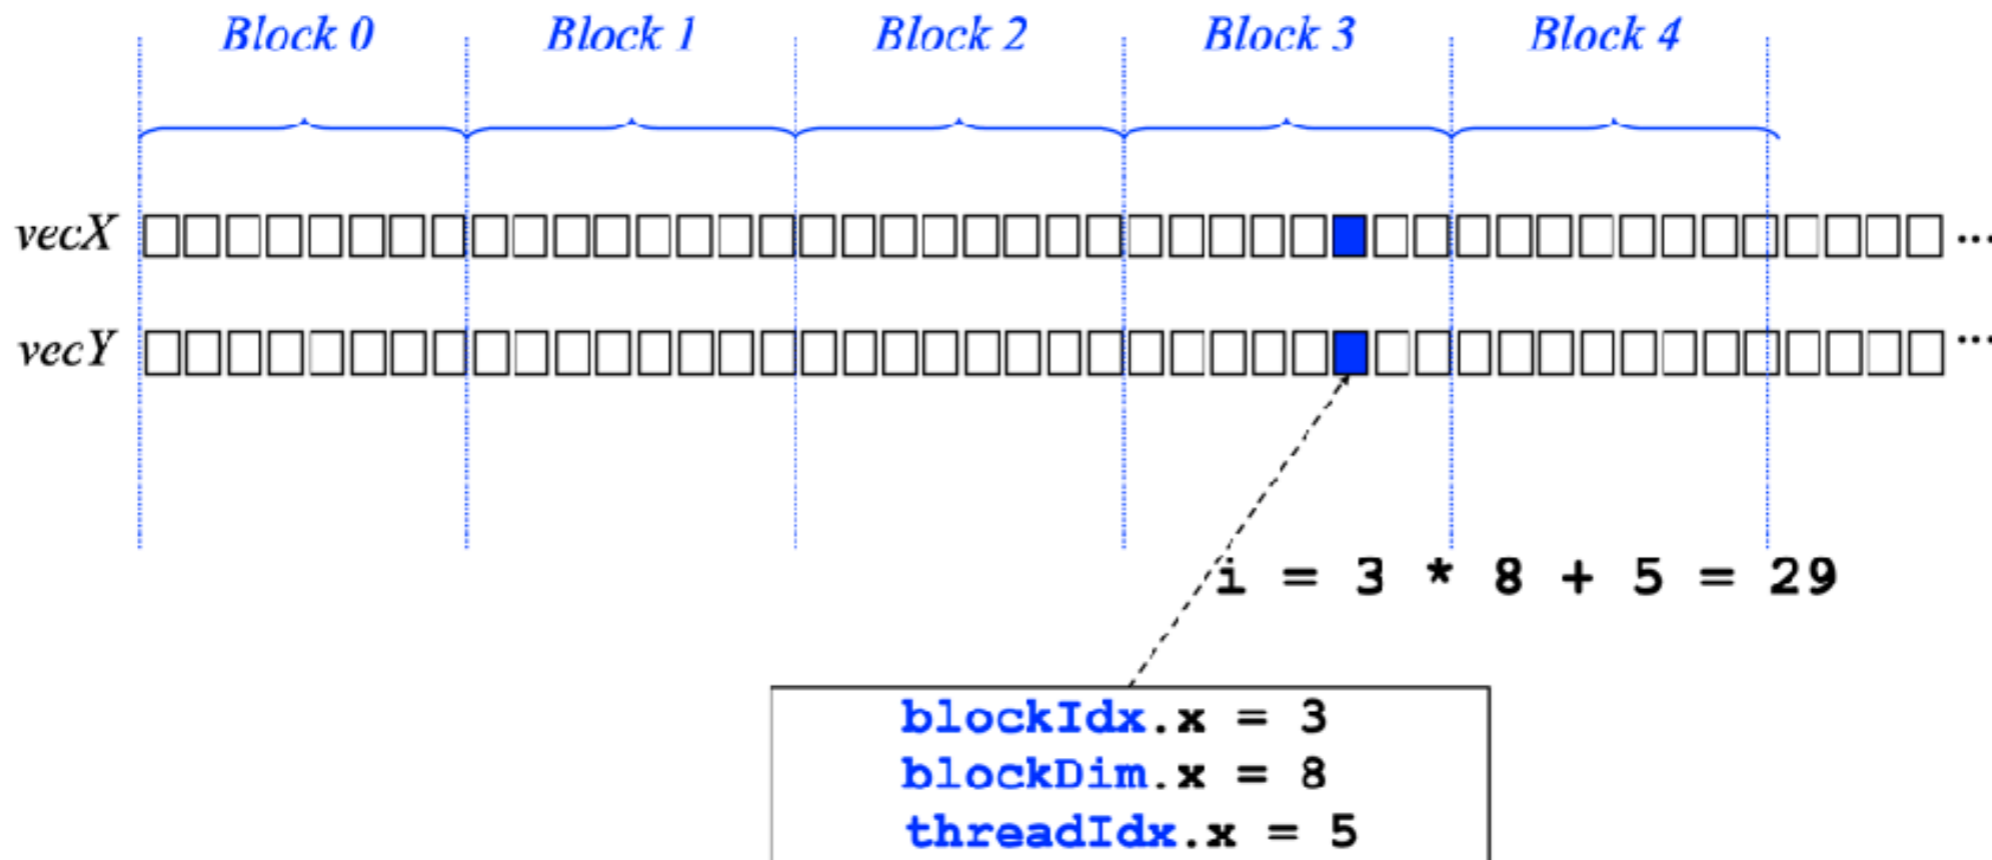 Block 0 Block 1 Block 2 Block 3 Block 4
vecX ...
vecY ...
i = 3 * 8 + 5 = 29
blockIdx.x = 3
blockDim.x = 8
threadIdx.x = 5